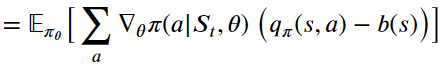 = 𝔼_{π_θ} [ ∑_a ∇_θ π(a|S_t, θ) (q_π(s, a) − b(s)) ]